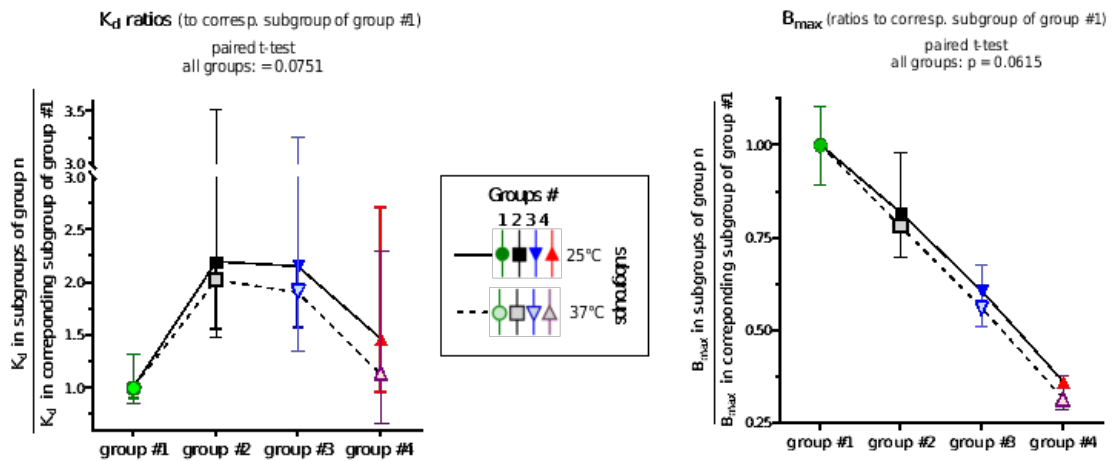 Kd ratios (to corresp. subgroup of group #1)
paired t-test
all groups: = 0.0751
Kd in subgroups of group n
Kd in correponding subgroup of group #1
3.5
3.0
3.0
2.5
2.0
1.5
1.0
group #1 group #2 group #3 group #4
Groups #
1 2 3 4
25°C
37°C
subgroups
Bmax (ratios to corresp. subgroup of group #1)
paired t-test
all groups: p = 0.0615
Bmax in subgroups of group n
Bmax in correponding subgroup of group #1
1.00
0.75
0.50
0.25
group #1 group #2 group #3 group #4